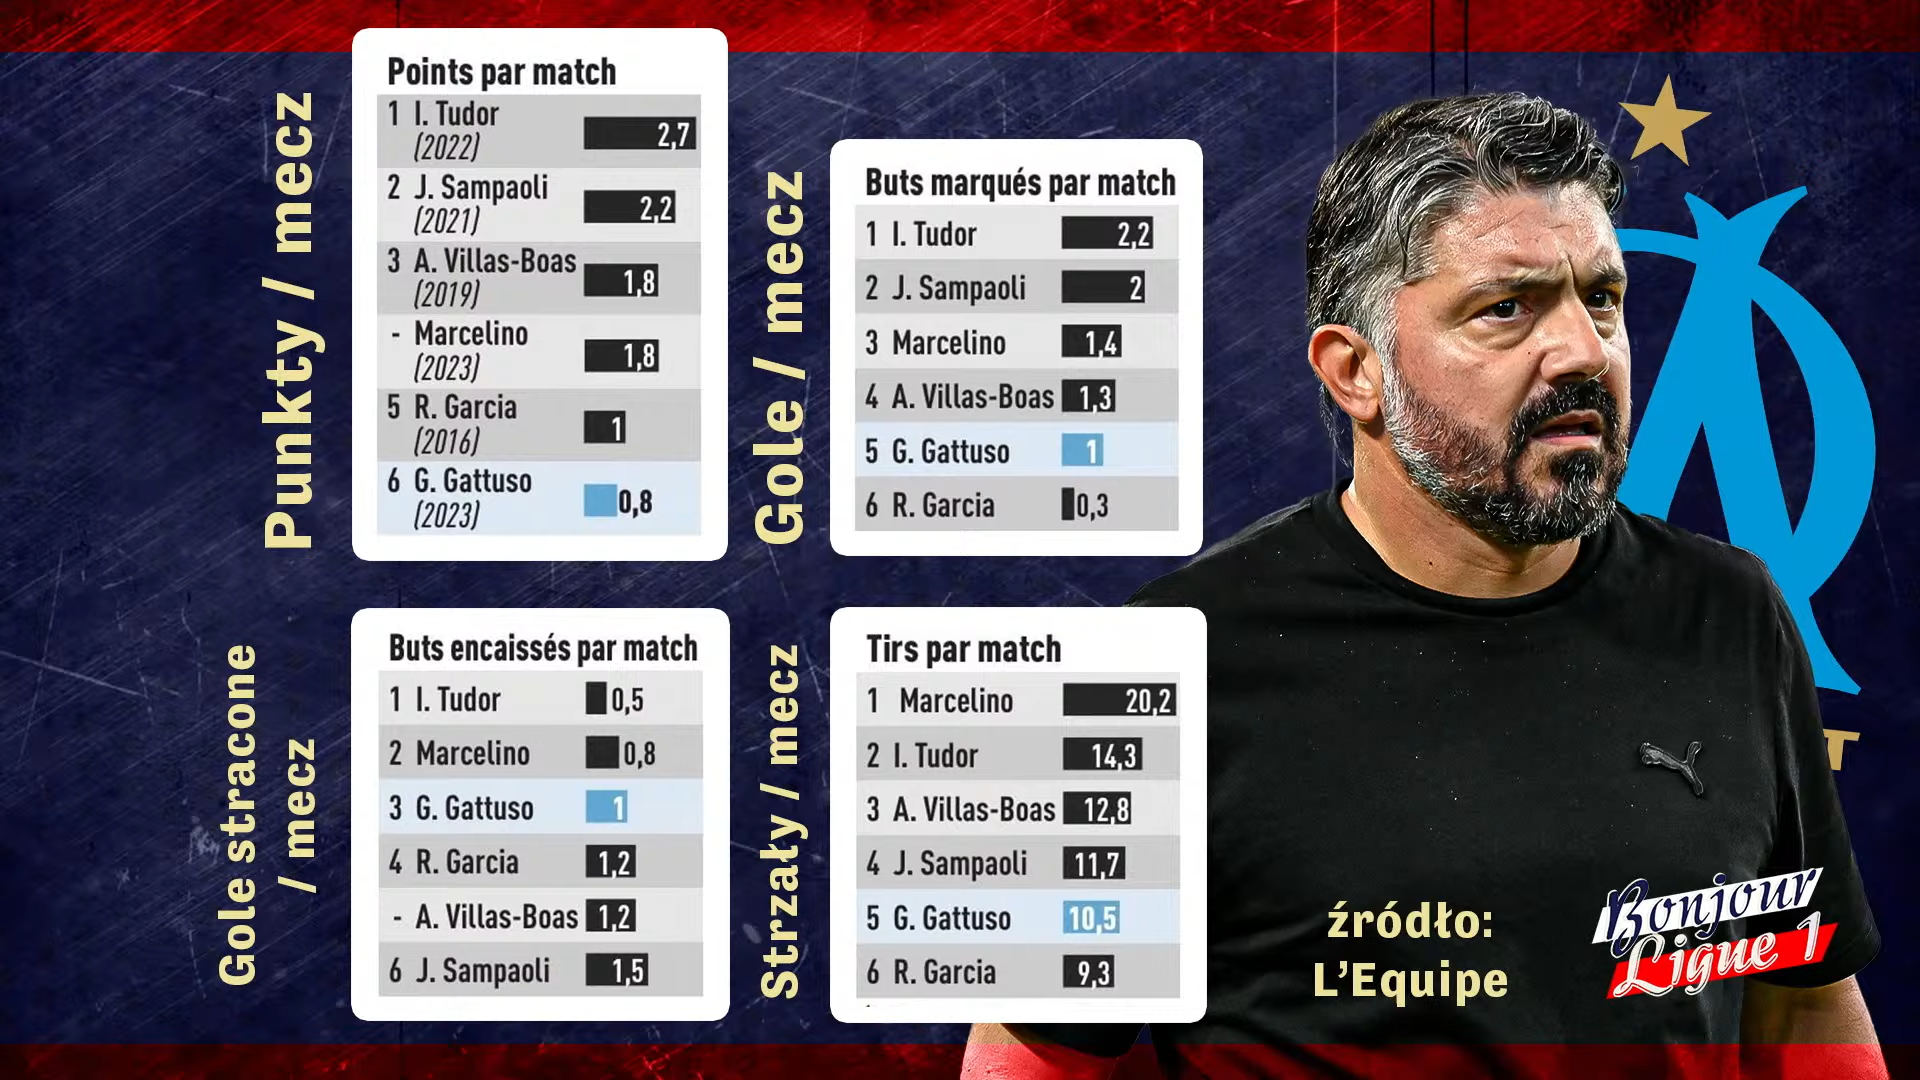 Punkty / mecz
Points par match
1 I. Tudor 2,7
(2022)
2 J. Sampaoli 2,2
(2021)
3 A. Villas-Boas 1,8
(2019)
- Marcelino 1,8
(2023)
5 R. Garcia 1
(2016)
6 G. Gattuso 0,8
(2023)
Gole / mecz
Buts marqués par match
1 I. Tudor 2,2
2 J. Sampaoli 2
3 Marcelino 1,4
4 A. Villas-Boas 1,3
5 G. Gattuso 1
6 R. Garcia 0,3
Gole stracone
/ mecz
Buts encaissés par match
1 I. Tudor 0,5
2 Marcelino 0,8
3 G. Gattuso 1
4 R. Garcia 1,2
- A. Villas-Boas 1,2
6 J. Sampaoli 1,5
Strzały / mecz
Tirs par match
1 Marcelino 20,2
2 I. Tudor 14,3
3 A. Villas-Boas 12,8
4 J. Sampaoli 11,7
5 G. Gattuso 10,5
6 R. Garcia 9,3
źródło:
L'Equipe
Bonjour
Ligue 1